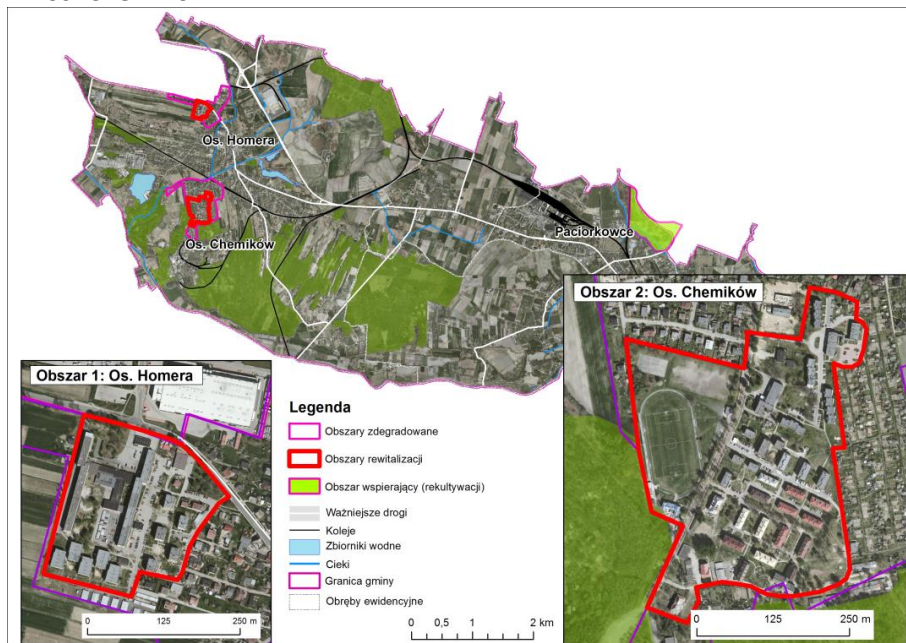 Os. Homera
Os. Chemików
Paciorkowce
Obszar 1: Os. Homera
0 125 250 m
Legenda
Obszary zdegradowane
Obszary rewitalizacji
Obszar wspierający (rekultywacji)
Ważniejsze drogi
Koleje
Zbiorniki wodne
Cieki
Granica gminy
Obręby ewidencyjne
0 0,5 1 2 km
Obszar 2: Os. Chemików
0 125 250 m